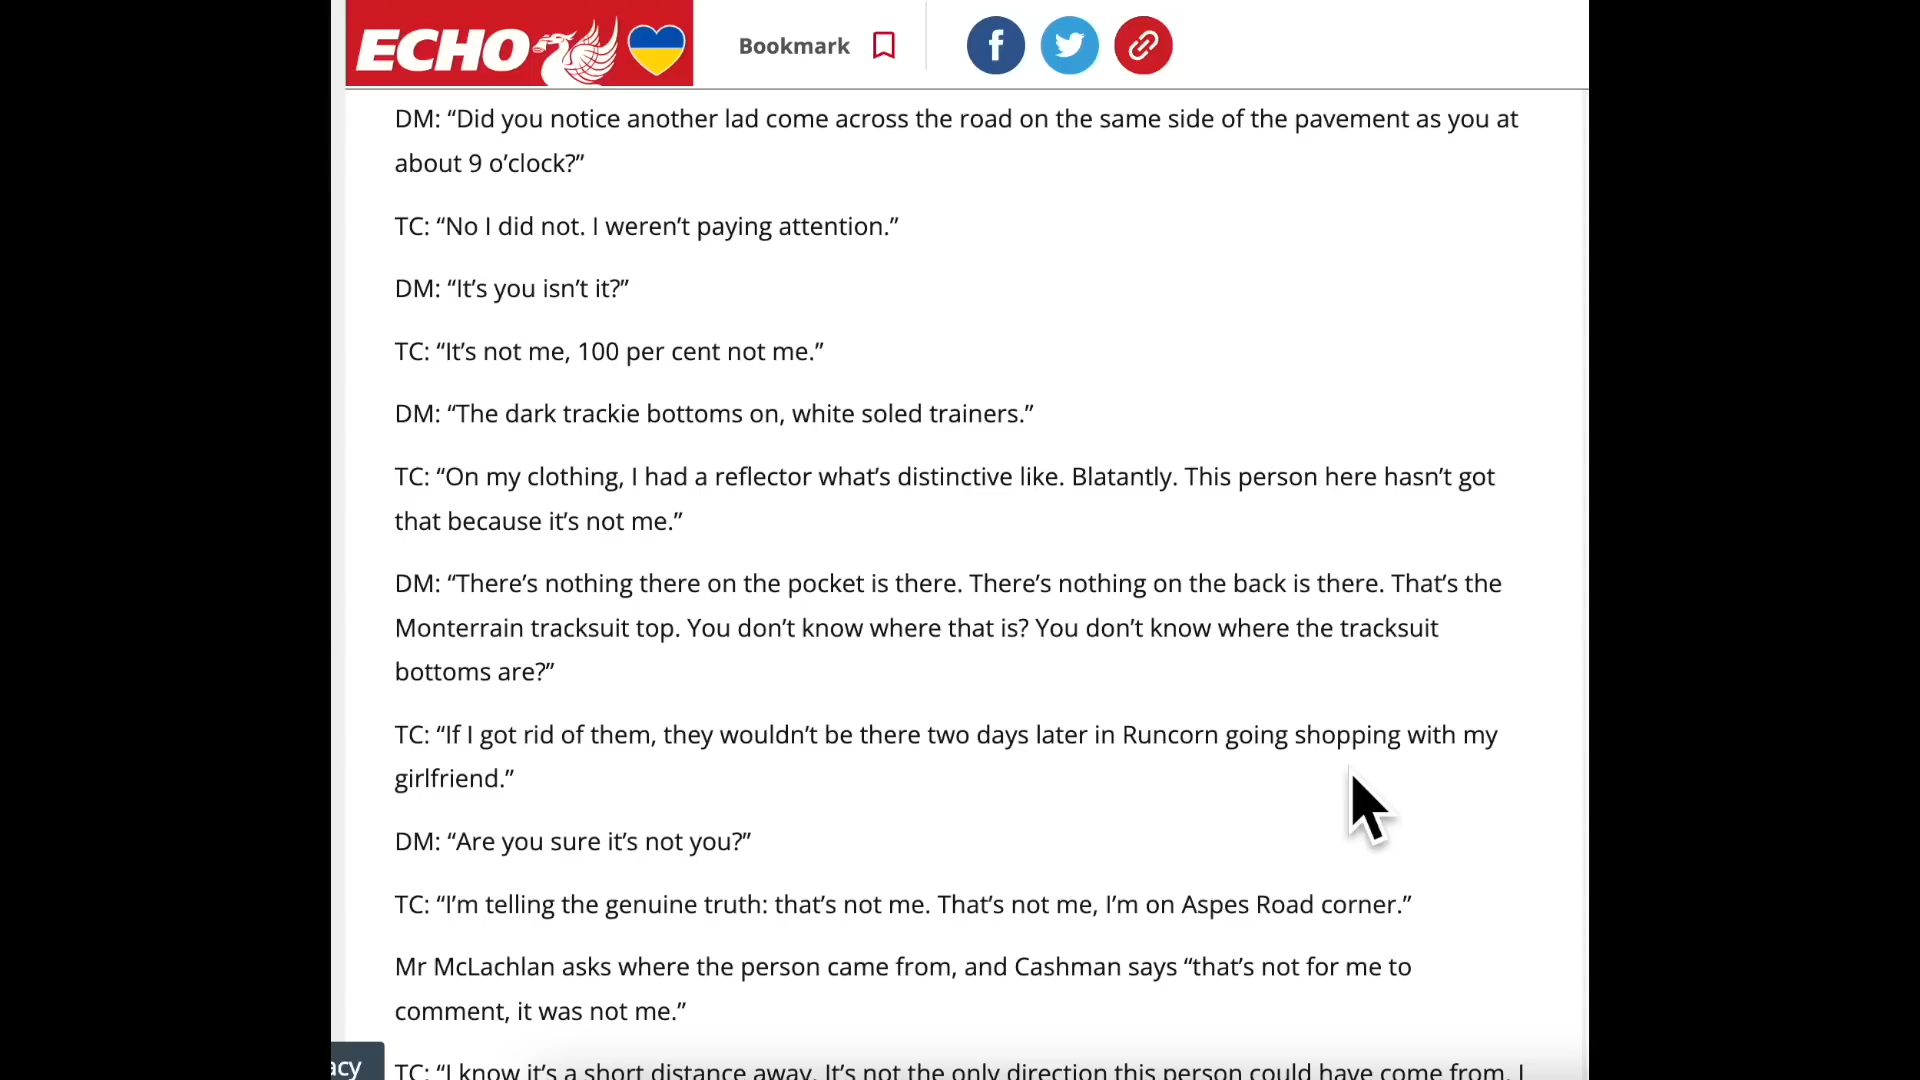 ECHO
Bookmark
DM: “Did you notice another lad come across the road on the same side of the pavement as you at
about 9 o’clock?”
TC: “No I did not. I weren’t paying attention.”
DM: “It’s you isn’t it?”
TC: “It’s not me, 100 per cent not me.”
DM: “The dark trackie bottoms on, white soled trainers.”
TC: “On my clothing, I had a reflector what’s distinctive like. Blatantly. This person here hasn’t got
that because it’s not me.”
DM: “There’s nothing there on the pocket is there. There’s nothing on the back is there. That’s the
Monterrain tracksuit top. You don’t know where that is? You don’t know where the tracksuit
bottoms are?”
TC: “If I got rid of them, they wouldn’t be there two days later in Runcorn going shopping with my
girlfriend.”
DM: “Are you sure it’s not you?”
TC: “I’m telling the genuine truth: that’s not me. That’s not me, I’m on Aspes Road corner.”
Mr McLachlan asks where the person came from, and Cashman says “that’s not for me to
comment, it was not me.”
acy
TC: “I know it’s a short distance away. It’s not the only direction this person could have come from. I